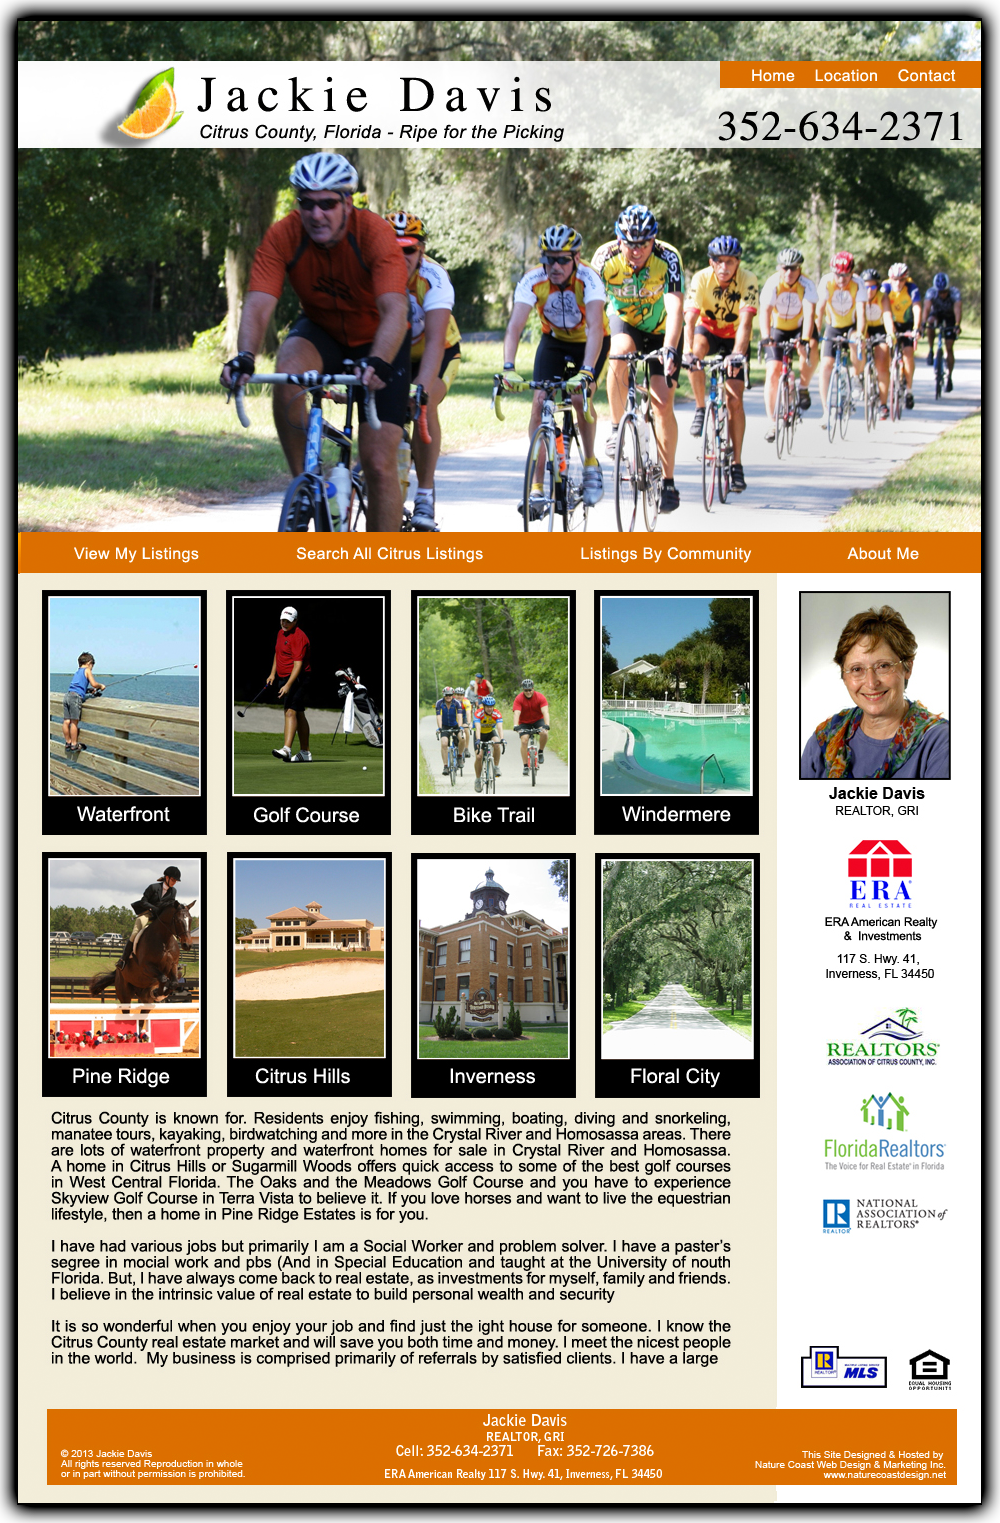 Home Location Contact
Jackie Davis
Citrus County, Florida - Ripe for the Picking
352-634-2371
View My Listings
Search All Citrus Listings
Listings By Community
About Me
Waterfront
Golf Course
Bike Trail
Windermere
Pine Ridge
Citrus Hills
Inverness
Floral City
Citrus County is known for. Residents enjoy fishing, swimming, boating, diving and snorkeling,
manatee tours, kayaking, birdwatching and more in the Crystal River and Homosassa areas. There
are lots of waterfront property and waterfront homes for sale in Crystal River and Homosassa.
A home in Citrus Hills or Sugarmill Woods offers quick access to some of the best golf courses
in West Central Florida. The Oaks and the Meadows Golf Course and you have to experience
Skyview Golf Course in Terra Vista to believe it. If you love horses and want to live the equestrian
lifestyle, then a home in Pine Ridge Estates is for you.
I have had various jobs but primarily I am a Social Worker and problem solver. I have a paster's
segree in mocial work and pbs (And in Special Education and taught at the University of nouth
Florida. But, I have always come back to real estate, as investments for myself, family and friends.
I believe in the intrinsic value of real estate to build personal wealth and security
It is so wonderful when you enjoy your job and find just the ight house for someone. I know the
Citrus County real estate market and will save you both time and money. I meet the nicest people
in the world. My business is comprised primarily of referrals by satisfied clients. I have a large
Jackie Davis
REALTOR, GRI
ERA®
REAL ESTATE
ERA American Realty
& Investments
117 S. Hwy. 41,
Inverness, FL 34450
REALTORS®
ASSOCIATION OF CITRUS COUNTY, INC.
FloridaRealtors®
The Voice for Real Estate® in Florida
REALTOR®
NATIONAL
ASSOCIATION of
REALTORS®
REALTOR®
MULTIPLE LISTING SERVICE
MLS
EQUAL HOUSING
OPPORTUNITY
© 2013 Jackie Davis
All rights reserved Reproduction in whole
or in part without permission is prohibited.
Jackie Davis
REALTOR, GRI
Cell: 352-634-2371 Fax: 352-726-7386
ERA American Realty 117 S. Hwy. 41, Inverness, FL 34450
This Site Designed & Hosted by
Nature Coast Web Design & Marketing Inc.
www.naturecoastdesign.net